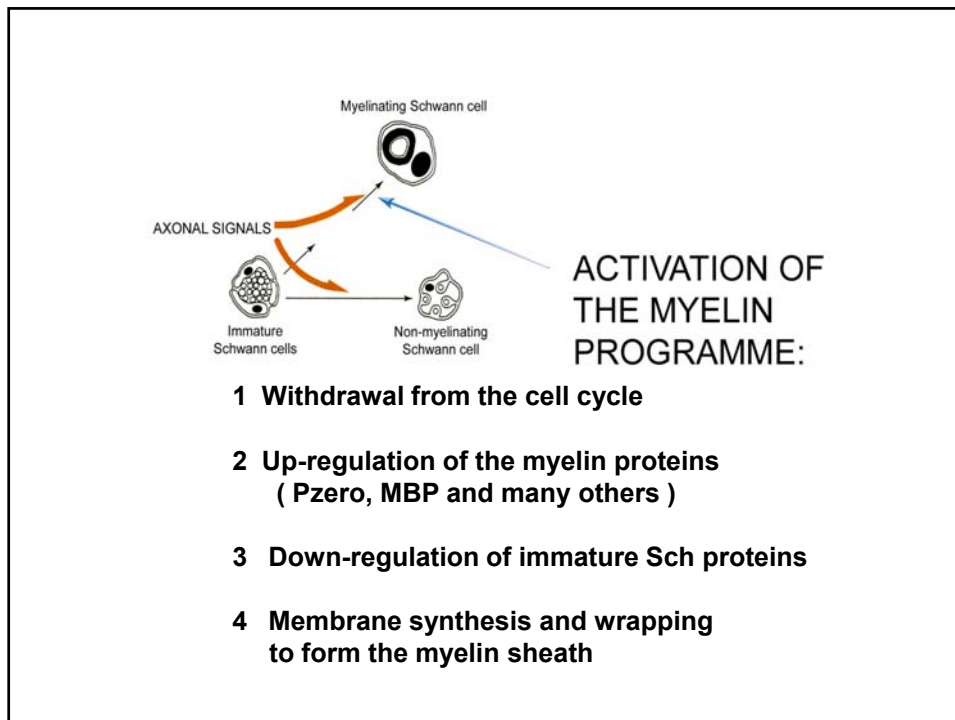 Myelinating Schwann cell
AXONAL SIGNALS
Immature
Schwann cells
Non-myelinating
Schwann cell
ACTIVATION OF
THE MYELIN
PROGRAMME:
1 Withdrawal from the cell cycle
2 Up-regulation of the myelin proteins
( Pzero, MBP and many others )
3 Down-regulation of immature Sch proteins
4 Membrane synthesis and wrapping
to form the myelin sheath